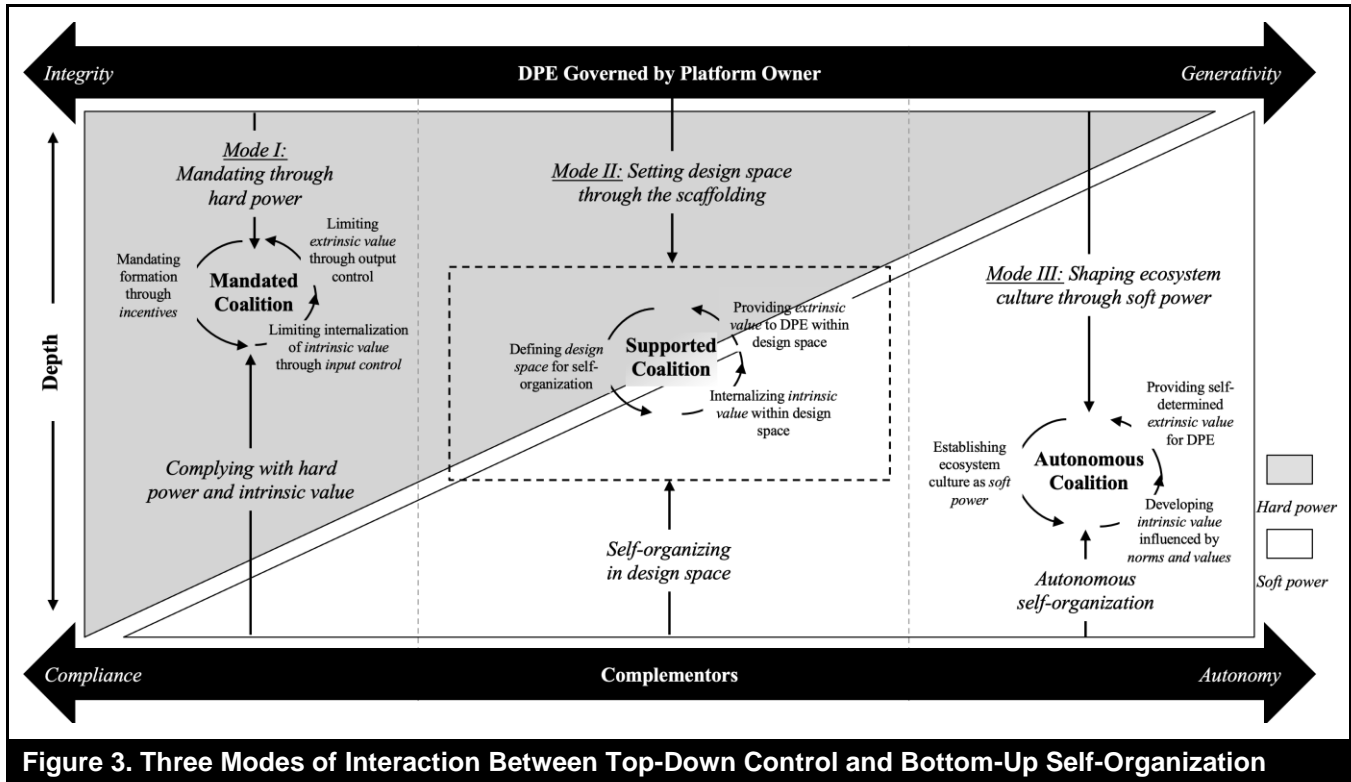 Integrity
DPE Governed by Platform Owner
Generativity
Depth
Mode I:
Mandating through
hard power
Mandating
formation
through
incentives
Limiting
extrinsic value
through output
control
Mandated
Coalition
Limiting internalization
of intrinsic value
through input control
Complying with hard
power and intrinsic value
Mode II: Setting design space
through the scaffolding
Defining design
space for self-
organization
Supported
Coalition
Providing extrinsic
value to DPE within
design space
Internalizing intrinsic
value within design
space
Self-organizing
in design space
Mode III: Shaping ecosystem
culture through soft power
Establishing
ecosystem
culture as soft
power
Autonomous
Coalition
Providing self-
determined
extrinsic value
for DPE
Developing
intrinsic value
influenced by
norms and values
Autonomous
self-organization
Hard power
Soft power
Compliance
Complementors
Autonomy
Figure 3. Three Modes of Interaction Between Top-Down Control and Bottom-Up Self-Organization